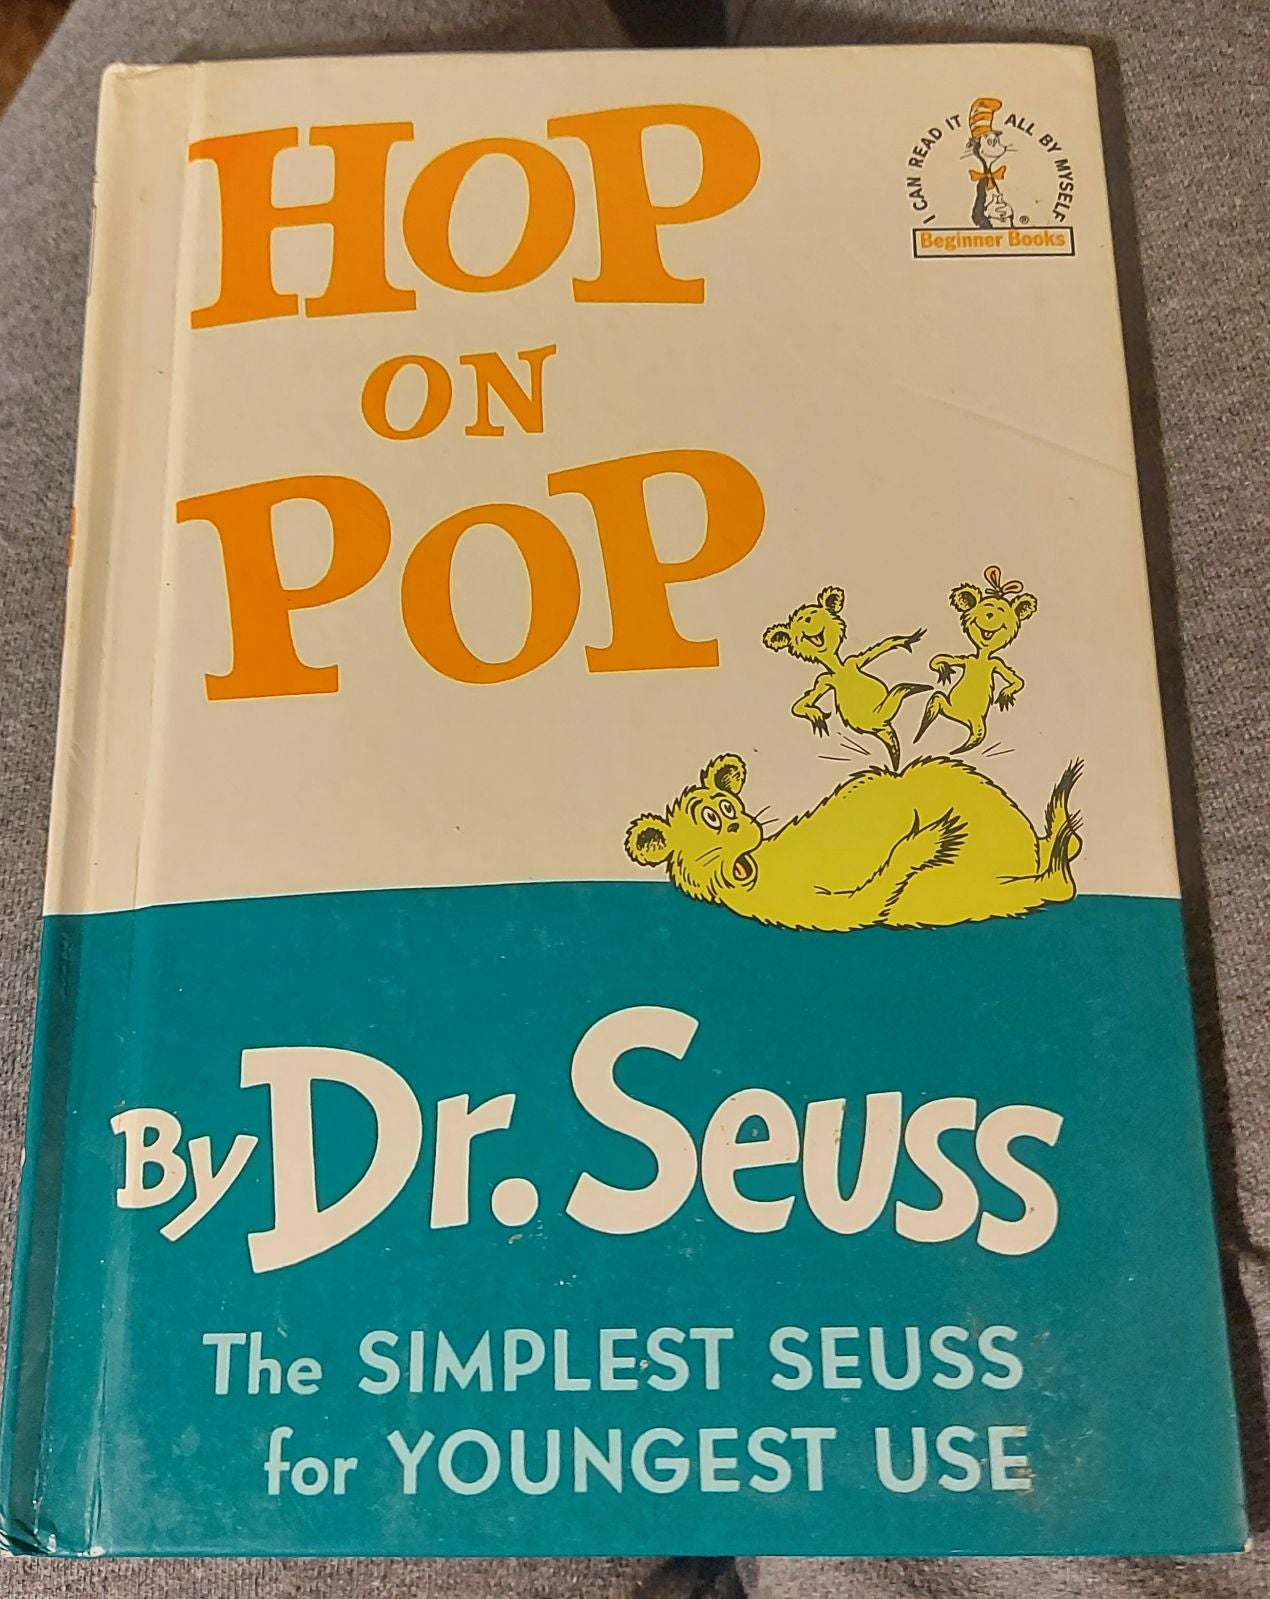 HOP
ON
POP
I CAN READ IT ALL BY MYSELF
®
Beginner Books
By Dr. Seuss
The SIMPLEST SEUSS
for YOUNGEST USE